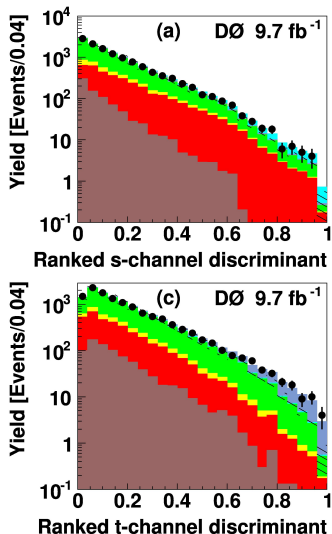 Yield [Events/0.04]
10⁴
10³
10²
10
1
10⁻¹
(a) DØ 9.7 fb⁻¹
0 0.2 0.4 0.6 0.8 1
Ranked s-channel discriminant
Yield [Events/0.04]
10³
10²
10
1
10⁻¹
(c) DØ 9.7 fb⁻¹
0 0.2 0.4 0.6 0.8 1
Ranked t-channel discriminant